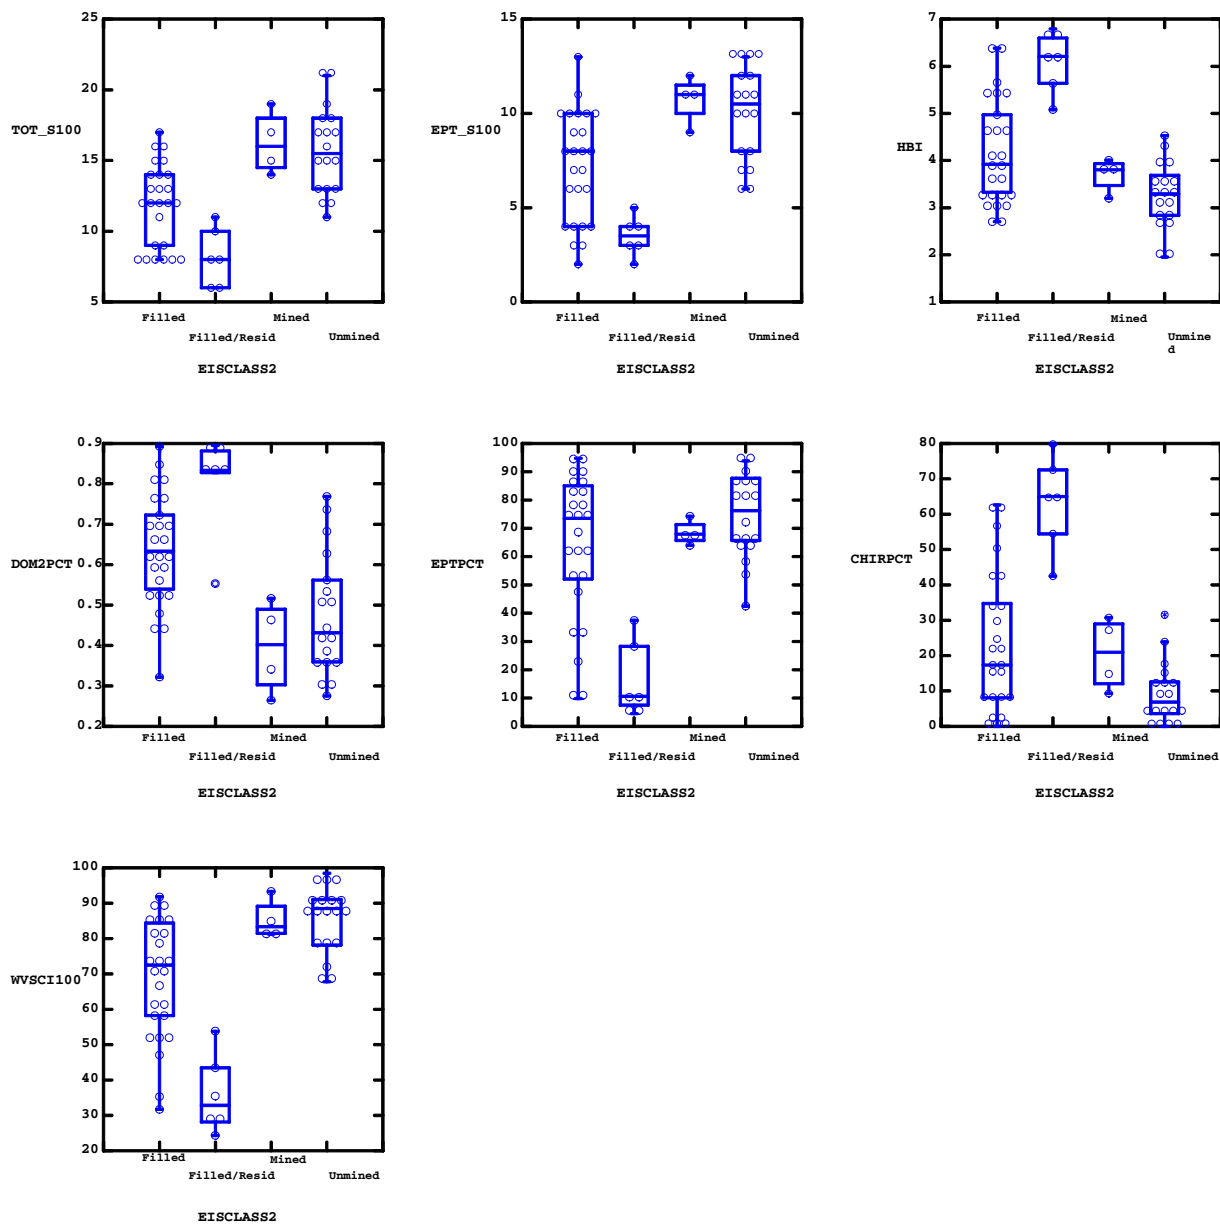 25
20
TOT_S100
15
10
5
Filled
Mined
Filled/Resid
Unmined
EISCLASS2
15
10
EPT_S100
5
0
Filled
Mined
Filled/Resid
Unmined
EISCLASS2
7
6
5
HBI
4
3
2
1
Filled
Mined
Filled/Resid
Unmine
d
EISCLASS2
0.9
0.8
0.7
DOM2PCT
0.6
0.5
0.4
0.3
0.2
Filled
Mined
Filled/Resid
Unmined
EISCLASS2
100
90
80
70
60
EPTPCT
50
40
30
20
10
0
Filled
Mined
Filled/Resid
Unmined
EISCLASS2
80
70
60
50
CHIRPCT
40
30
20
10
0
Filled
Mined
Filled/Resid
Unmined
EISCLASS2
100
90
80
70
WVSCI100
60
50
40
30
20
Filled
Mined
Filled/Resid
Unmined
EISCLASS2